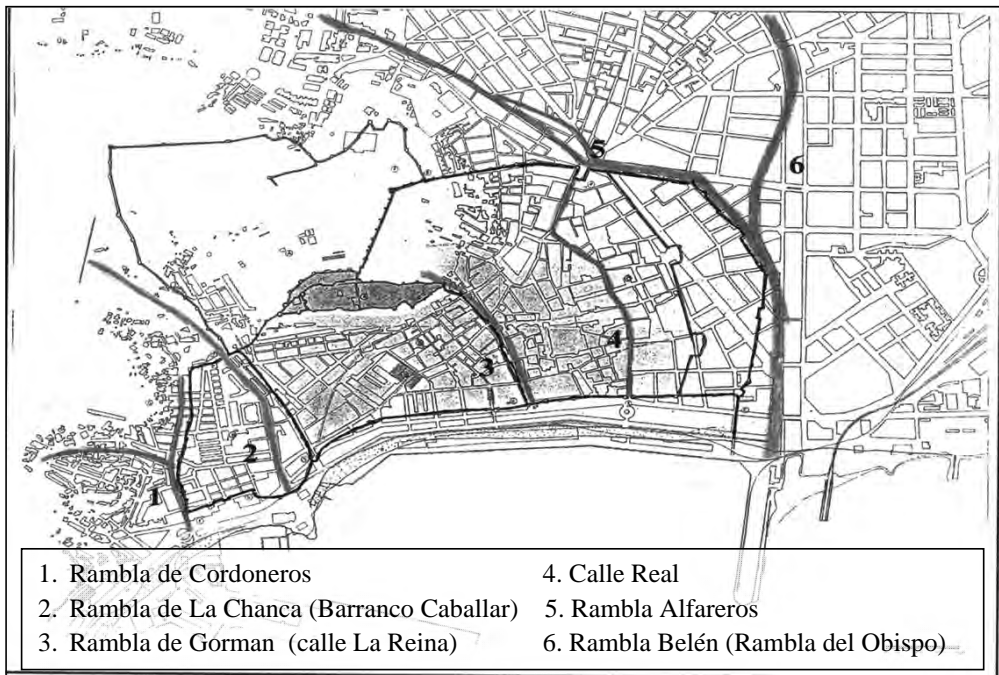 5
6
4
3
2
1
1. Rambla de Cordoneros
2. Rambla de La Chanca (Barranco Caballar)
3. Rambla de Gorman (calle La Reina)
4. Calle Real
5. Rambla Alfareros
6. Rambla Belén (Rambla del Obispo)